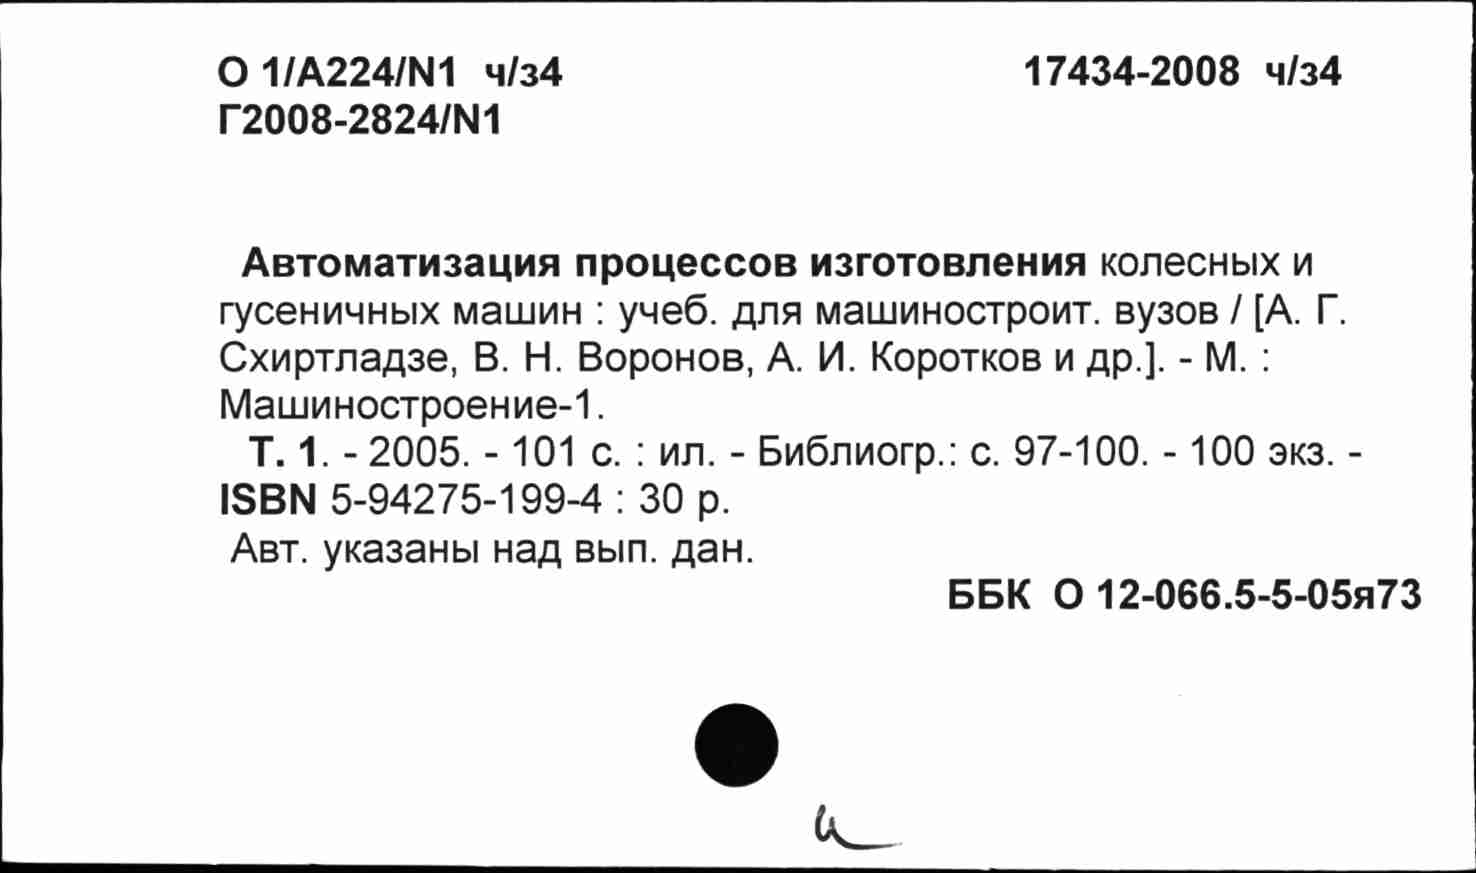 О 1/А224/N1 ч/з4 17434-2008 ч/з4
Г2008-2824/N1
Автоматизация процессов изготовления колесных и
гусеничных машин : учеб. для машиностроит. вузов / [А. Г.
Схиртладзе, В. Н. Воронов, А. И. Коротков и др.]. - М. :
Машиностроение-1.
Т. 1. - 2005. - 101 с. : ил. - Библиогр.: с. 97-100. - 100 экз. -
ISBN 5-94275-199-4 : 30 р.
Авт. указаны над вып. дан.
ББК О 12-066.5-5-05я73